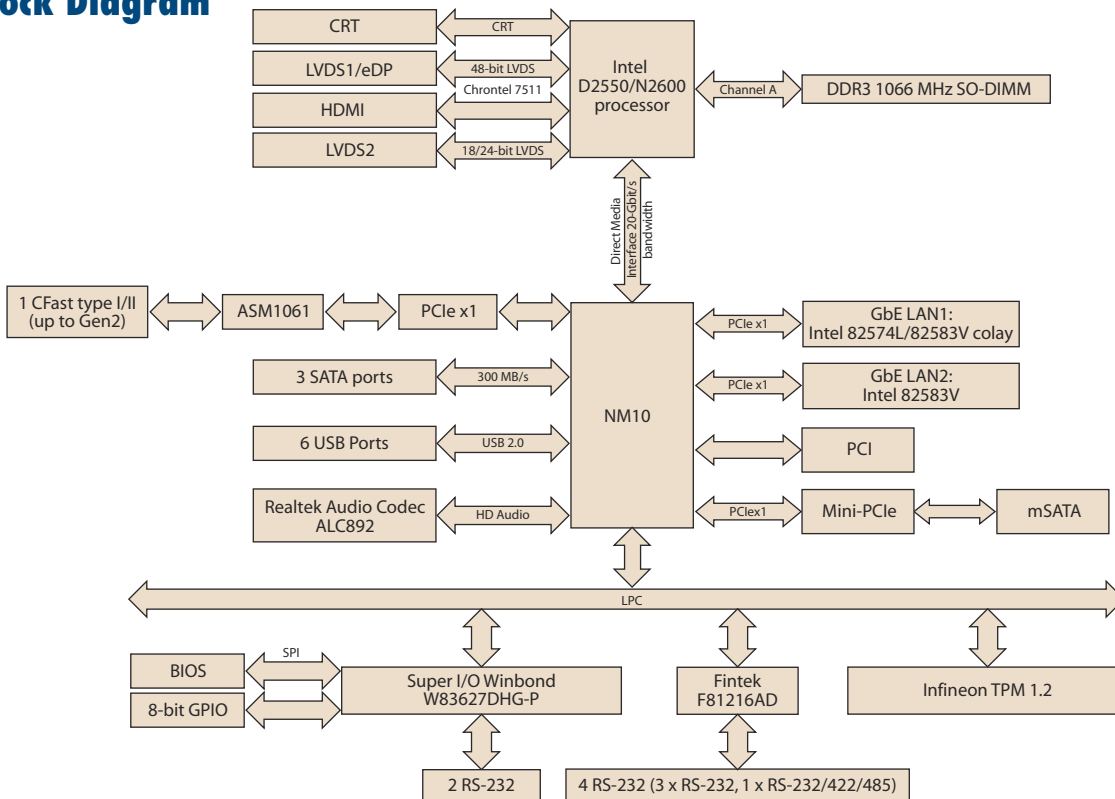 ock Diagram
CRT
CRT
LVDS1/eDP
48-bit LVDS
Chrontel 7511
HDMI
LVDS2
18/24-bit LVDS
Intel
D2550/N2600
processor
Channel A
DDR3 1066 MHz SO-DIMM
Direct Media
Interface 20-Gbit/s
bandwidth
1 CFast type I/II
(up to Gen2)
ASM1061
PCIe x1
3 SATA ports
300 MB/s
6 USB Ports
USB 2.0
Realtek Audio Codec
ALC892
HD Audio
NM10
PCIe x1
GbE LAN1:
Intel 82574L/82583V colay
PCIe x1
GbE LAN2:
Intel 82583V
PCI
PCIex1
Mini-PCIe
mSATA
LPC
BIOS
SPI
8-bit GPIO
Super I/O Winbond
W83627DHG-P
Fintek
F81216AD
Infineon TPM 1.2
2 RS-232
4 RS-232 (3 x RS-232, 1 x RS-232/422/485)